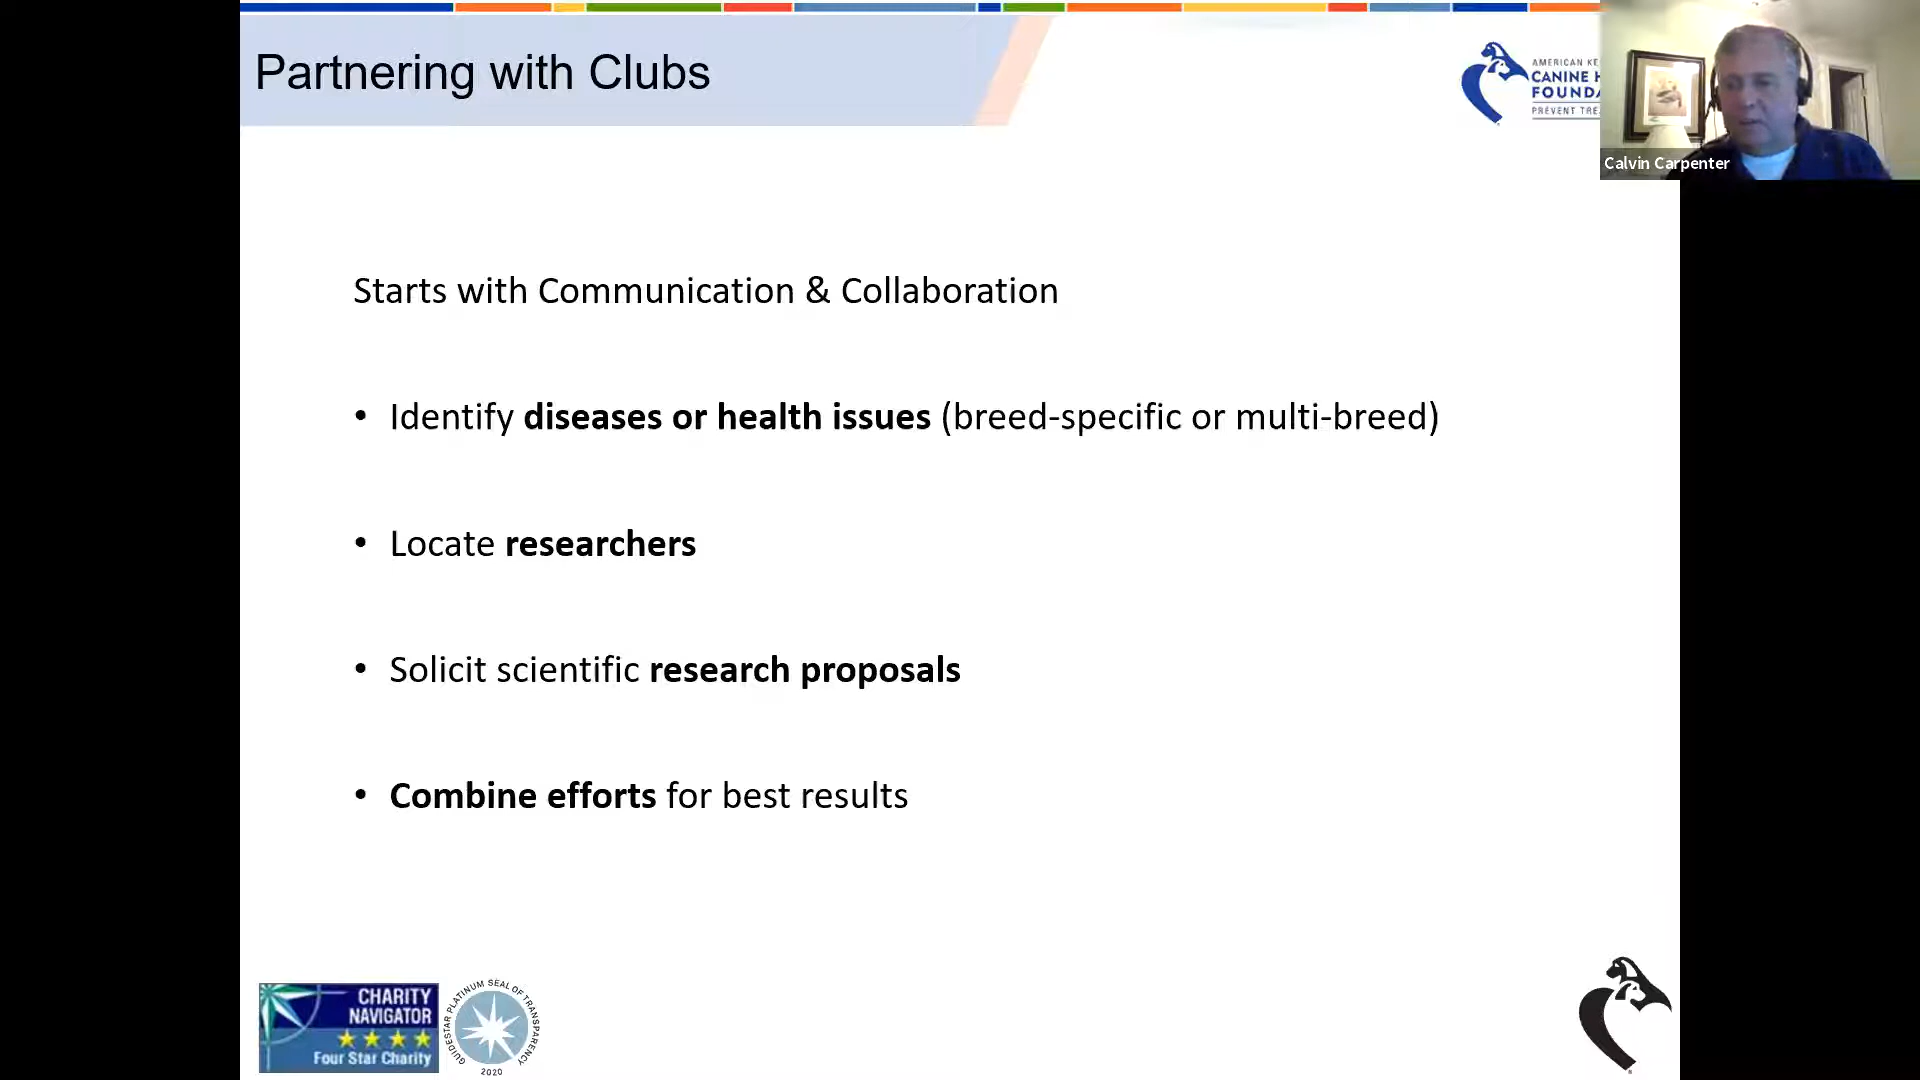 Partnering with Clubs
AMERICAN KE
CANINE H
FOUNDA
PREVENT TRE
Calvin Carpenter
Starts with Communication & Collaboration
• Identify diseases or health issues (breed-specific or multi-breed)
• Locate researchers
• Solicit scientific research proposals
• Combine efforts for best results
CHARITY
NAVIGATOR
Four Star Charity
GUIDESTAR PLATINUM SEAL OF TRANSPARENCY
2020